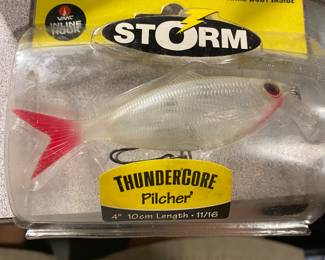 VMC
INLINE
HOOK
STORM
THUNDERCORE
Pilcher
4" 10cm Length • 11/16